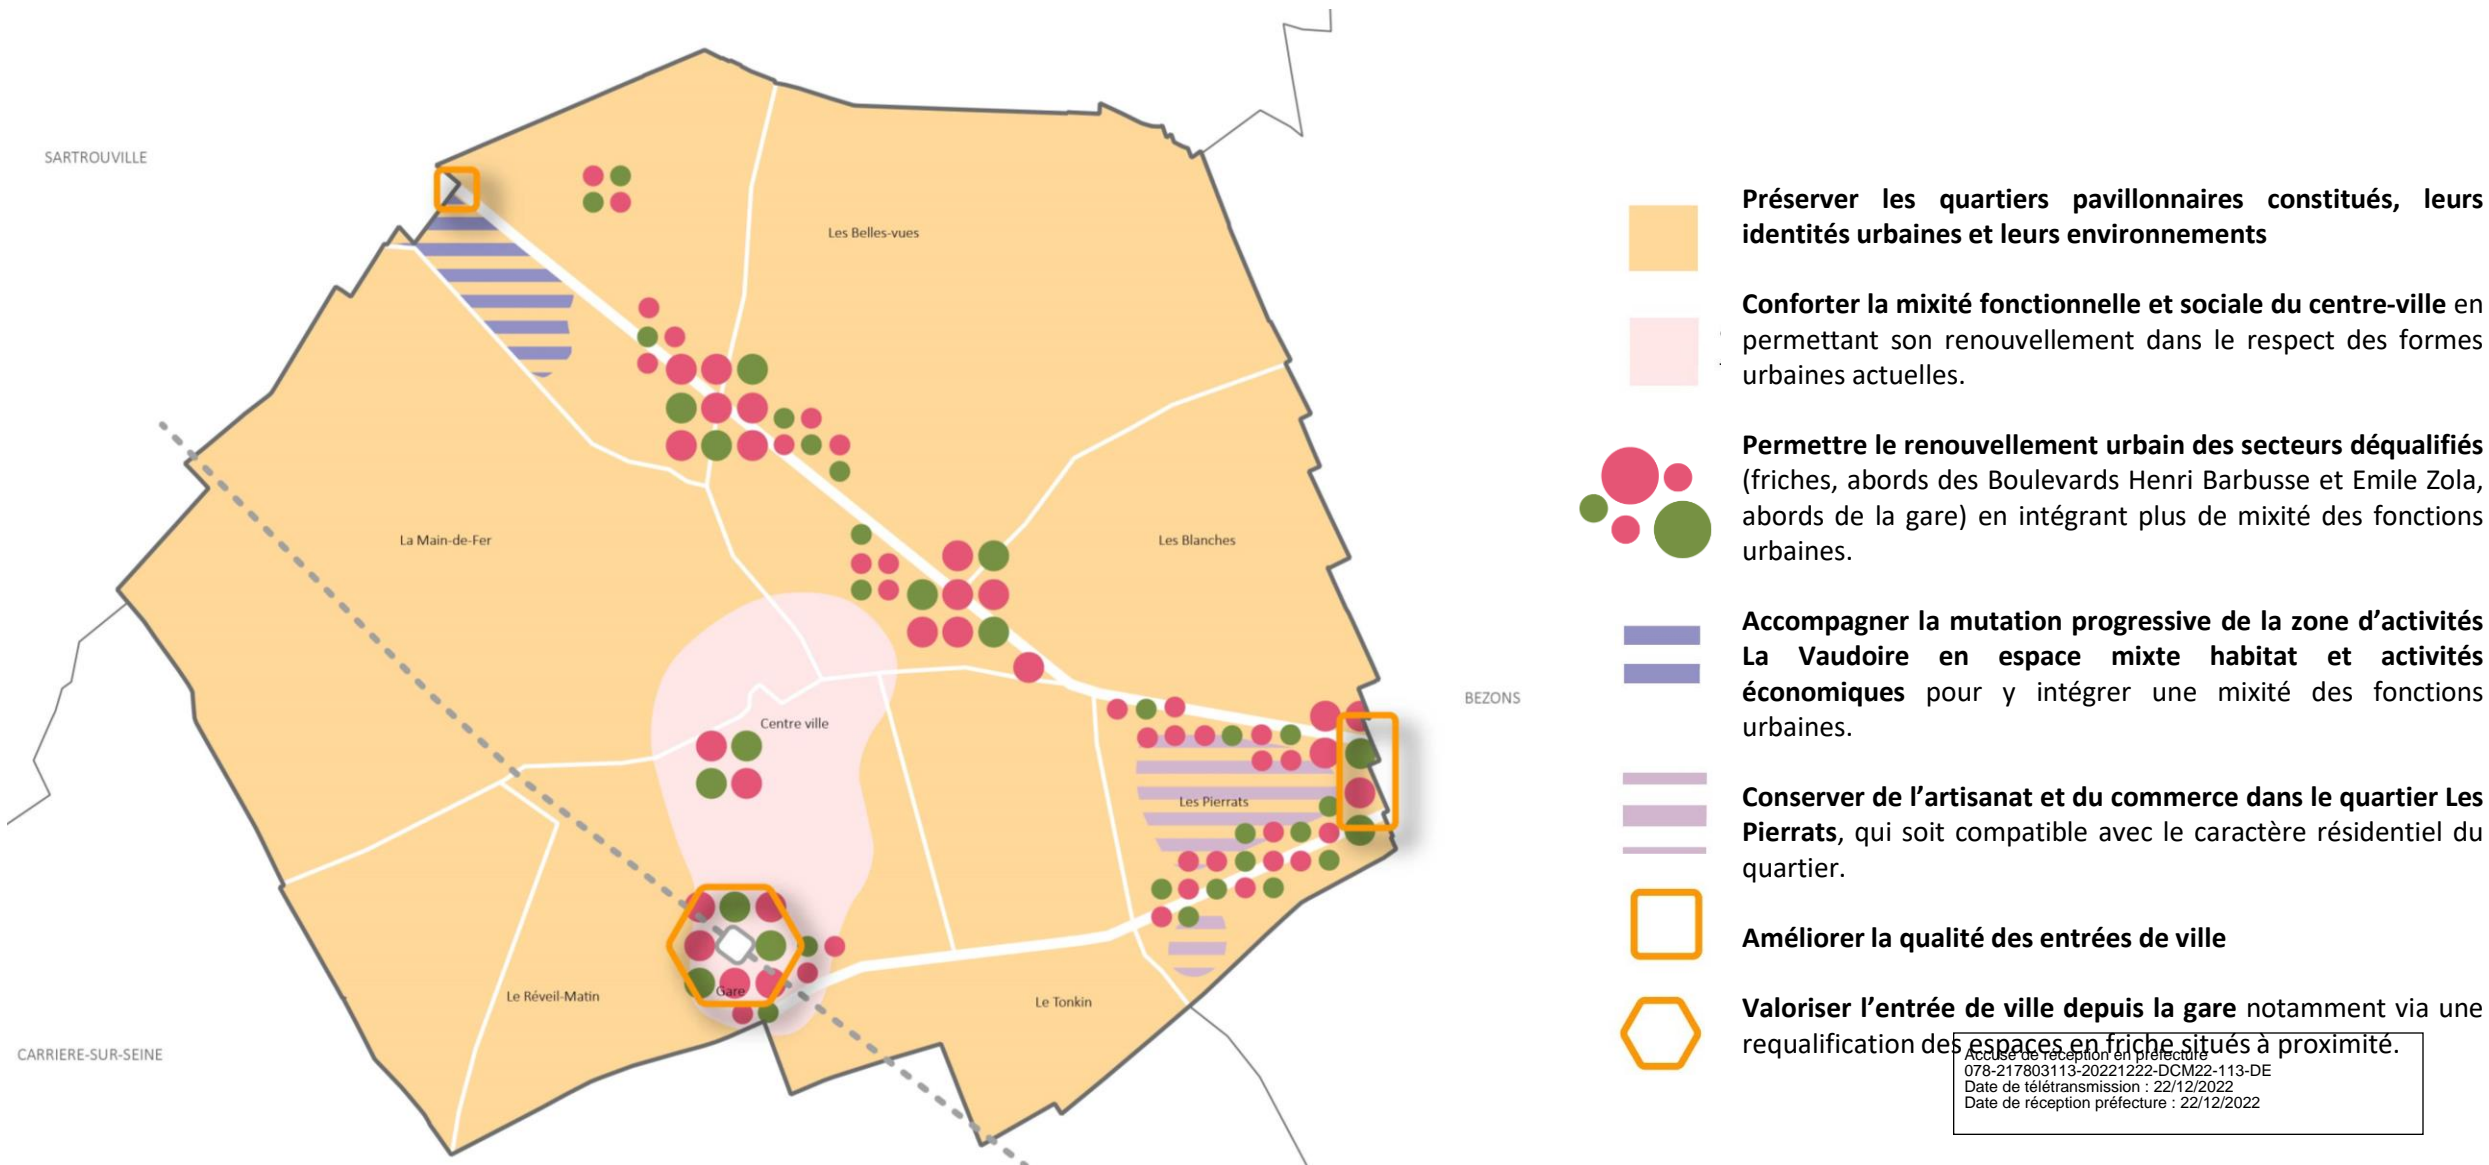 SARTROUVILLE
Les Belles-vues
La Main-de-Fer
Les Blanches
BEZONS
Centre ville
Les Pierrats
Gare
Le Réveil-Matin
Le Tonkin
CARRIERE-SUR-SEINE
Préserver les quartiers pavillonnaires constitués, leurs
identités urbaines et leurs environnements
Conforter la mixité fonctionnelle et sociale du centre-ville en
permettant son renouvellement dans le respect des formes
urbaines actuelles.
Permettre le renouvellement urbain des secteurs déqualifiés
(friches, abords des Boulevards Henri Barbusse et Emile Zola,
abords de la gare) en intégrant plus de mixité des fonctions
urbaines.
Accompagner la mutation progressive de la zone d’activités
La Vaudoire en espace mixte habitat et activités
économiques pour y intégrer une mixité des fonctions
urbaines.
Conserver de l’artisanat et du commerce dans le quartier Les
Pierrats, qui soit compatible avec le caractère résidentiel du
quartier.
Améliorer la qualité des entrées de ville
Valoriser l’entrée de ville depuis la gare notamment via une
requalification des espaces en friche situés à proximité.
Accusé de réception en préfecture
078-217803113-20221222-DCM22-113-DE
Date de télétransmission : 22/12/2022
Date de réception préfecture : 22/12/2022